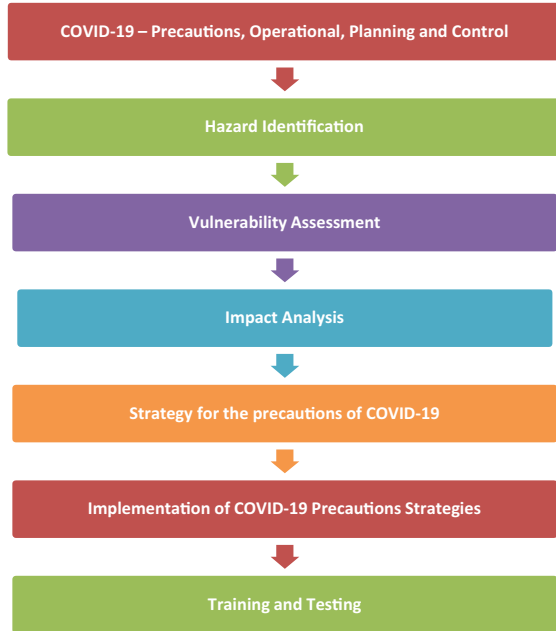 COVID-19 – Precautions, Operational, Planning and Control
Hazard Identification
Vulnerability Assessment
Impact Analysis
Strategy for the precautions of COVID-19
Implementation of COVID-19 Precautions Strategies
Training and Testing